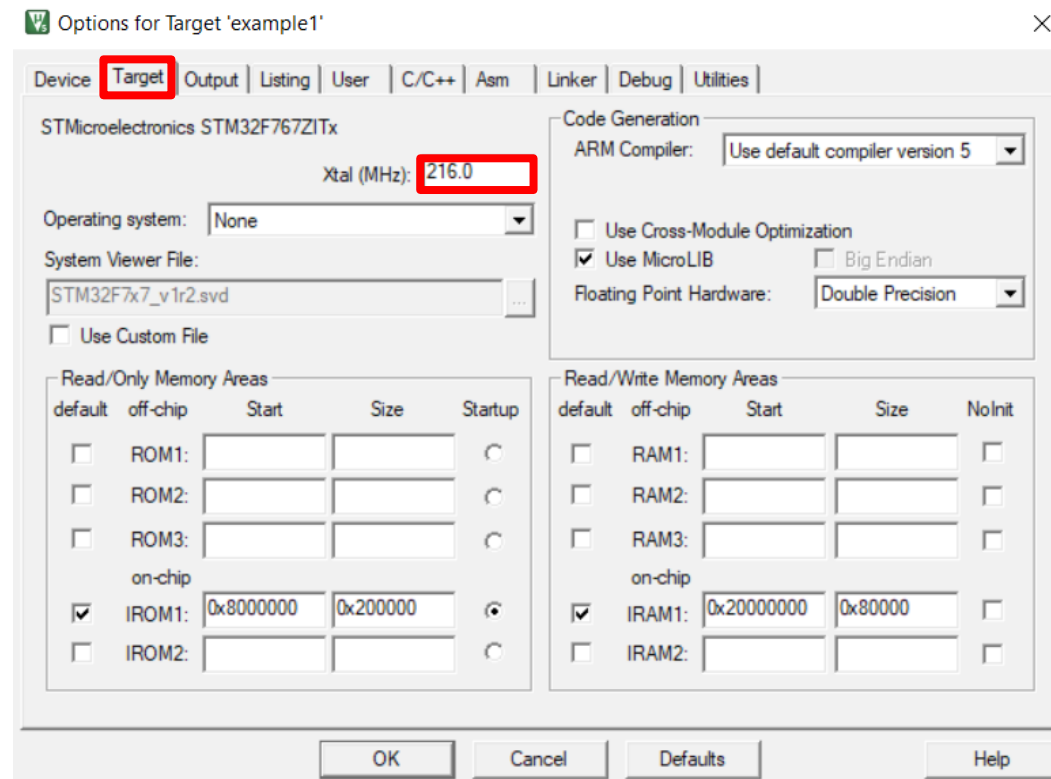 Options for Target 'example1'
Device Target Output Listing User C/C++ Asm Linker Debug Utilities
STMicroelectronics STM32F767ZITx
Xtal (MHz): 216.0
Operating system: None
System Viewer File:
STM32F7x7_v1r2.svd ...
Use Custom File
Code Generation
ARM Compiler: Use default compiler version 5
Use Cross-Module Optimization
Use MicroLIB Big Endian
Floating Point Hardware: Double Precision
Read/Only Memory Areas
default off-chip Start Size Startup
ROM1:
ROM2:
ROM3:
on-chip
IROM1: 0x8000000 0x200000
IROM2:
Read/Write Memory Areas
default off-chip Start Size NoInit
RAM1:
RAM2:
RAM3:
on-chip
IRAM1: 0x20000000 0x80000
IRAM2:
OK Cancel Defaults Help